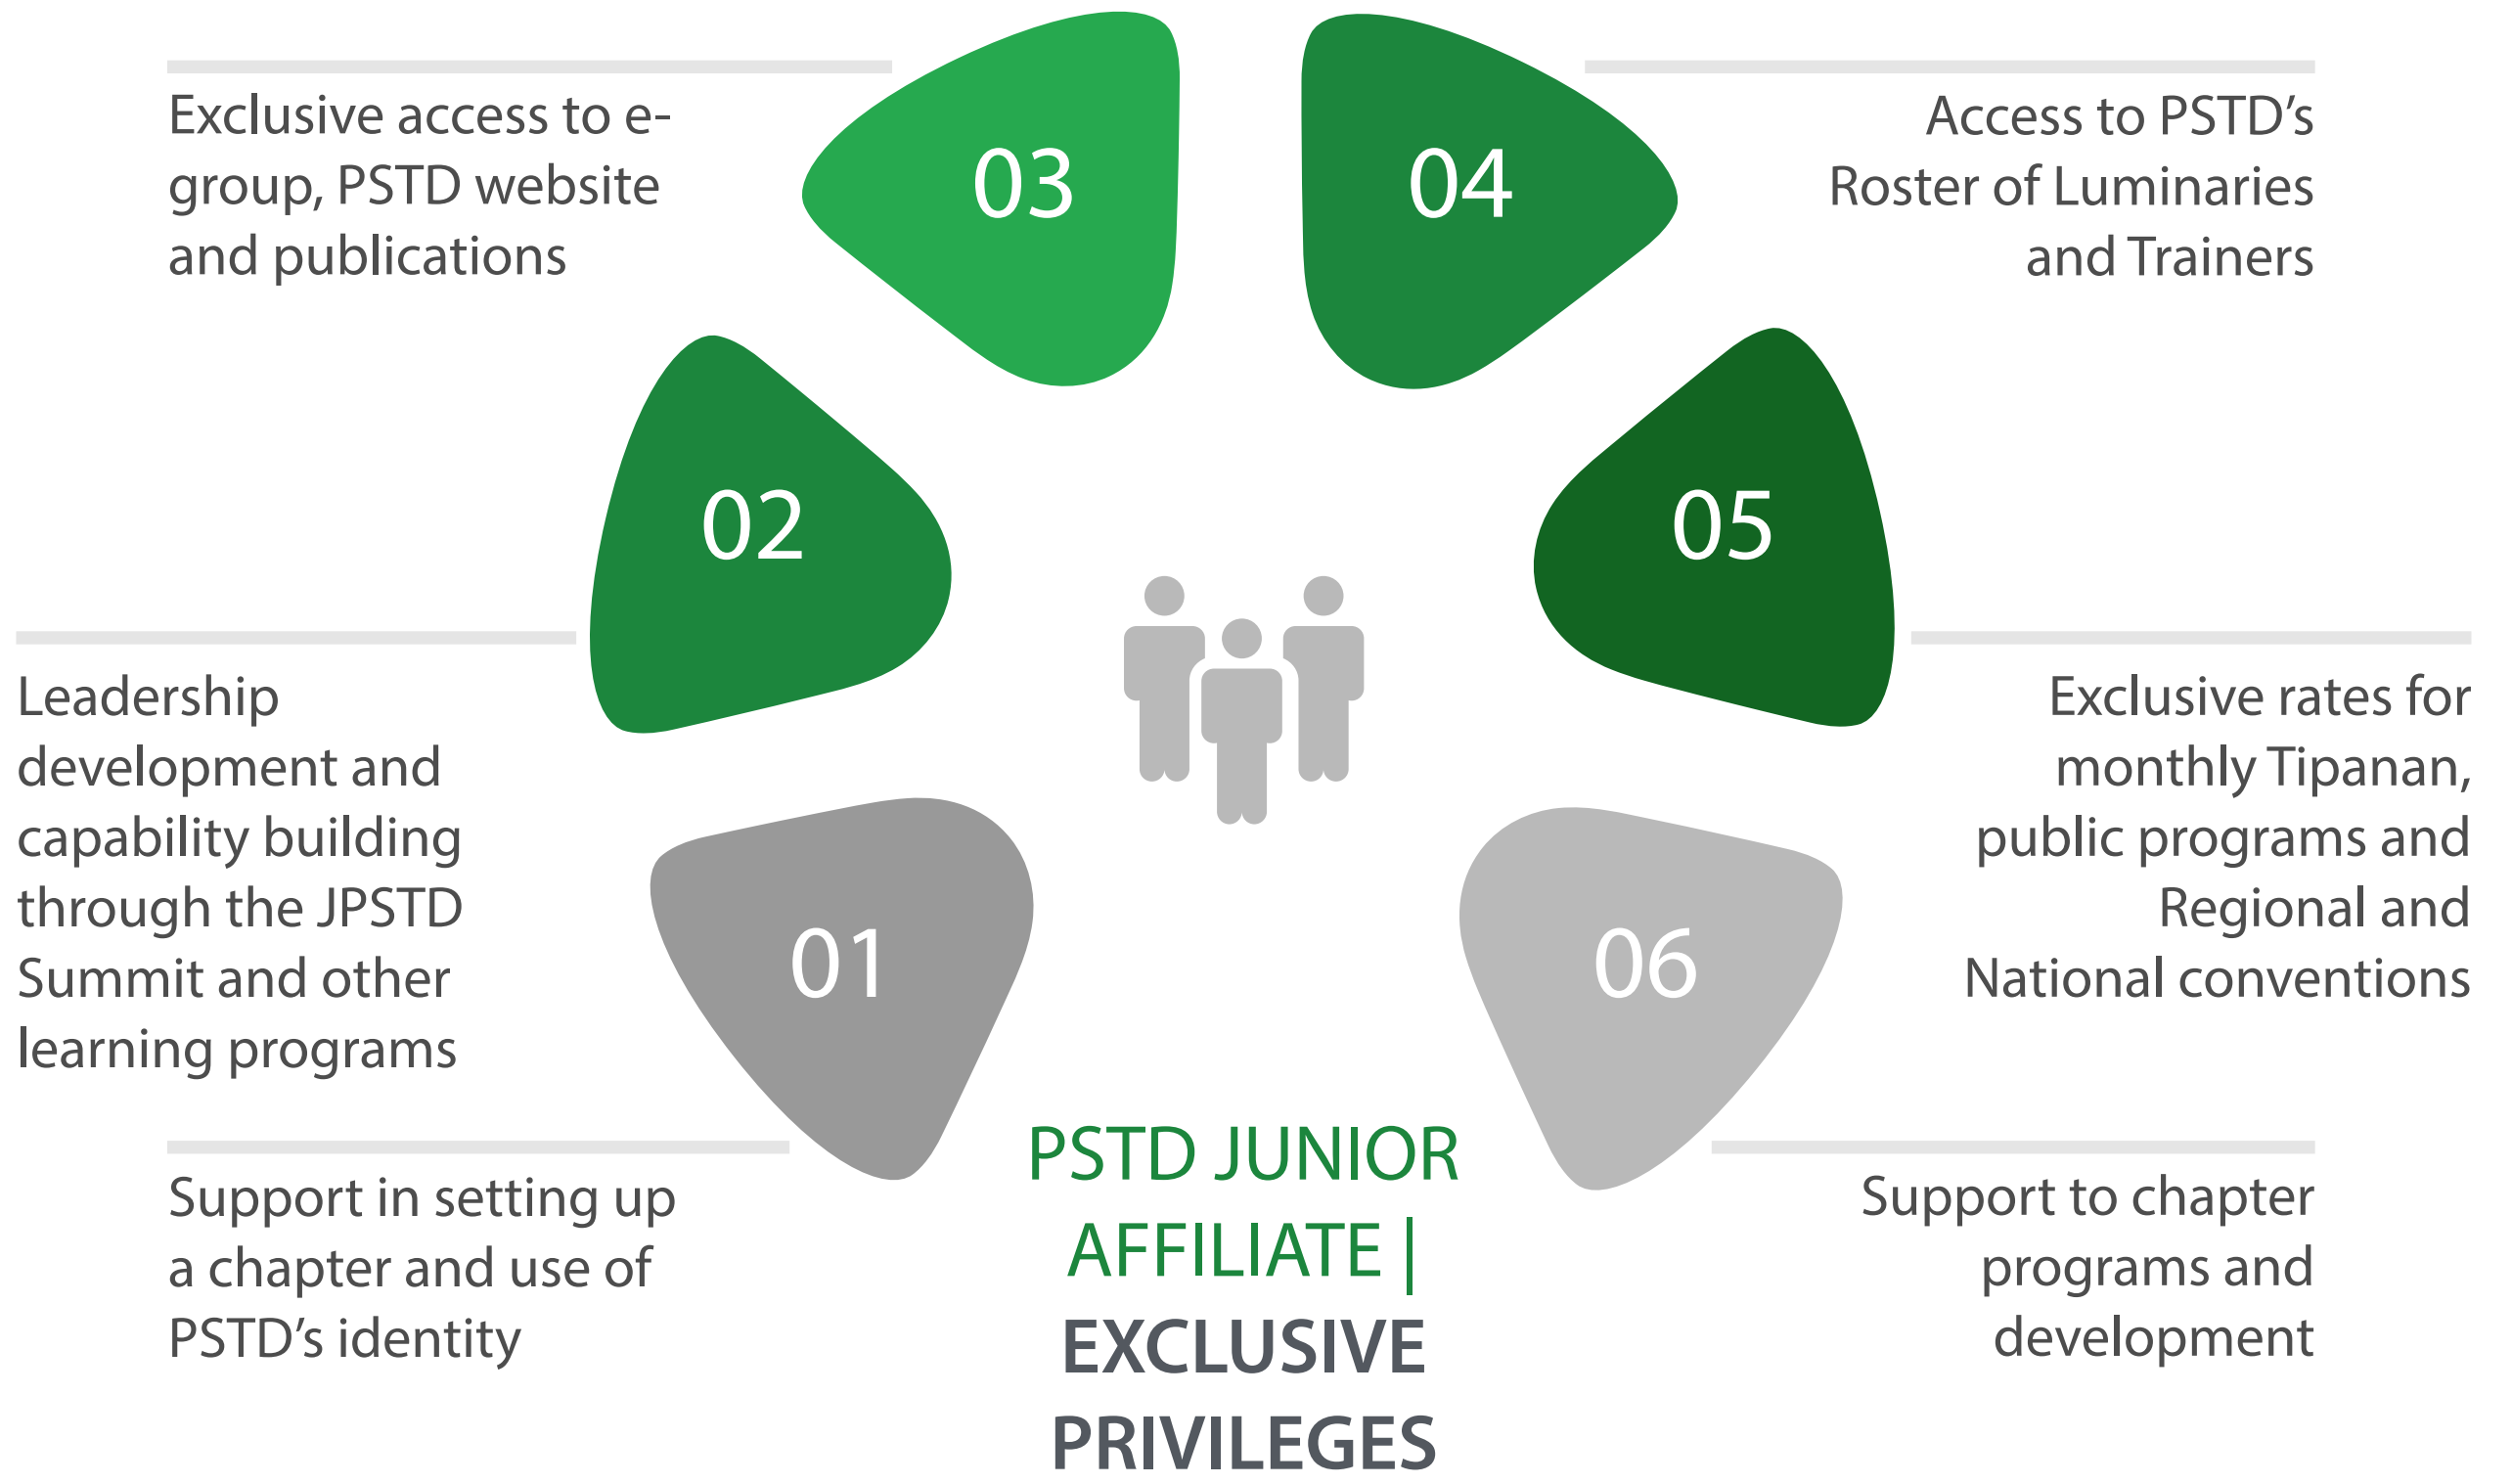 03
Exclusive access to e-
group, PSTD website
and publications
04
Access to PSTD’s
Roster of Luminaries
and Trainers
02
Leadership
development and
capability building
through the JPSTD
Summit and other
learning programs
05
Exclusive rates for
monthly Tipanan,
public programs and
Regional and
National conventions
01
Support in setting up
a chapter and use of
PSTD’s identity
06
Support to chapter
programs and
development
PSTD JUNIOR
AFFILIATE |
EXCLUSIVE
PRIVILEGES